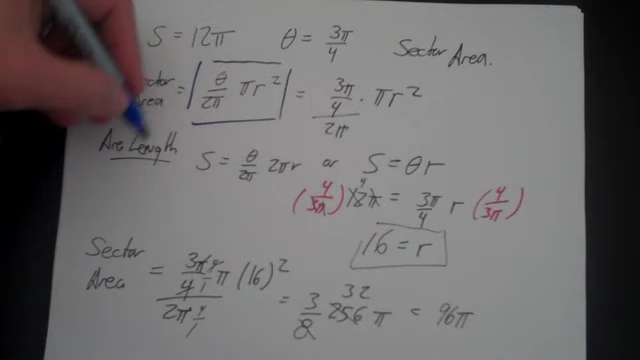 S = 12π θ = 3π/4 Sector Area.
Sector Area = | θ/2π πr² | = (3π/4)/2π · πr²
Arc Length
S = θ/2π 2πr or S = θr
(4/3π) 12π = 3π/4 r (4/3π)
16 = r
Sector Area = (3π/4)/2π π(16)² = 3/8 256π = 96π
32